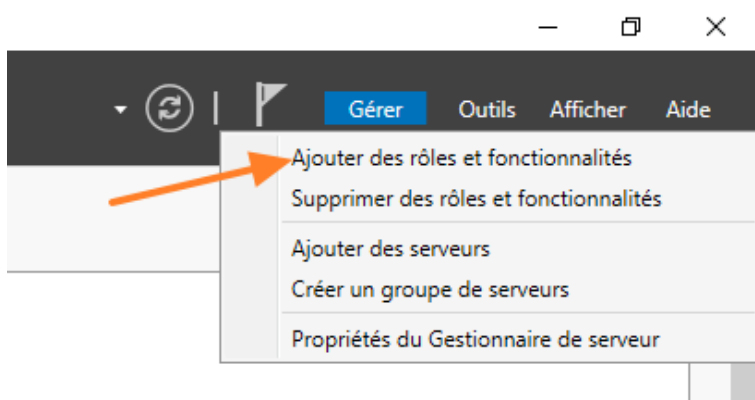 Gérer Outils Afficher Aide
Ajouter des rôles et fonctionnalités
Supprimer des rôles et fonctionnalités
Ajouter des serveurs
Créer un groupe de serveurs
Propriétés du Gestionnaire de serveur